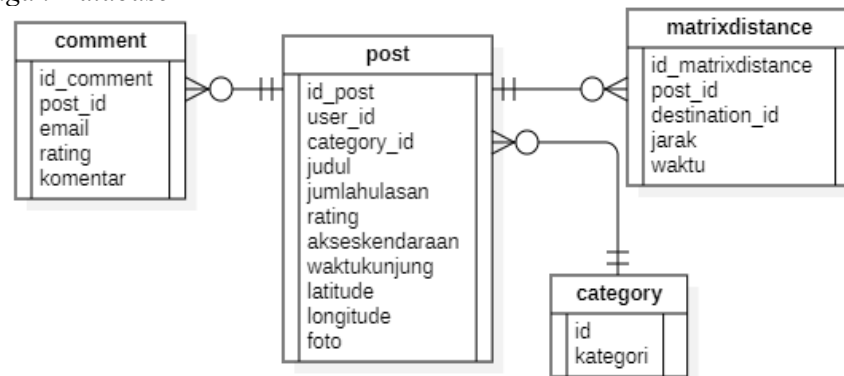 comment
id_comment
post_id
email
rating
komentar
post
id_post
user_id
category_id
judul
jumlahulasan
rating
akseskendaraan
waktukunjung
latitude
longitude
foto
matrixdistance
id_matrixdistance
post_id
destination_id
jarak
waktu
category
id
kategori